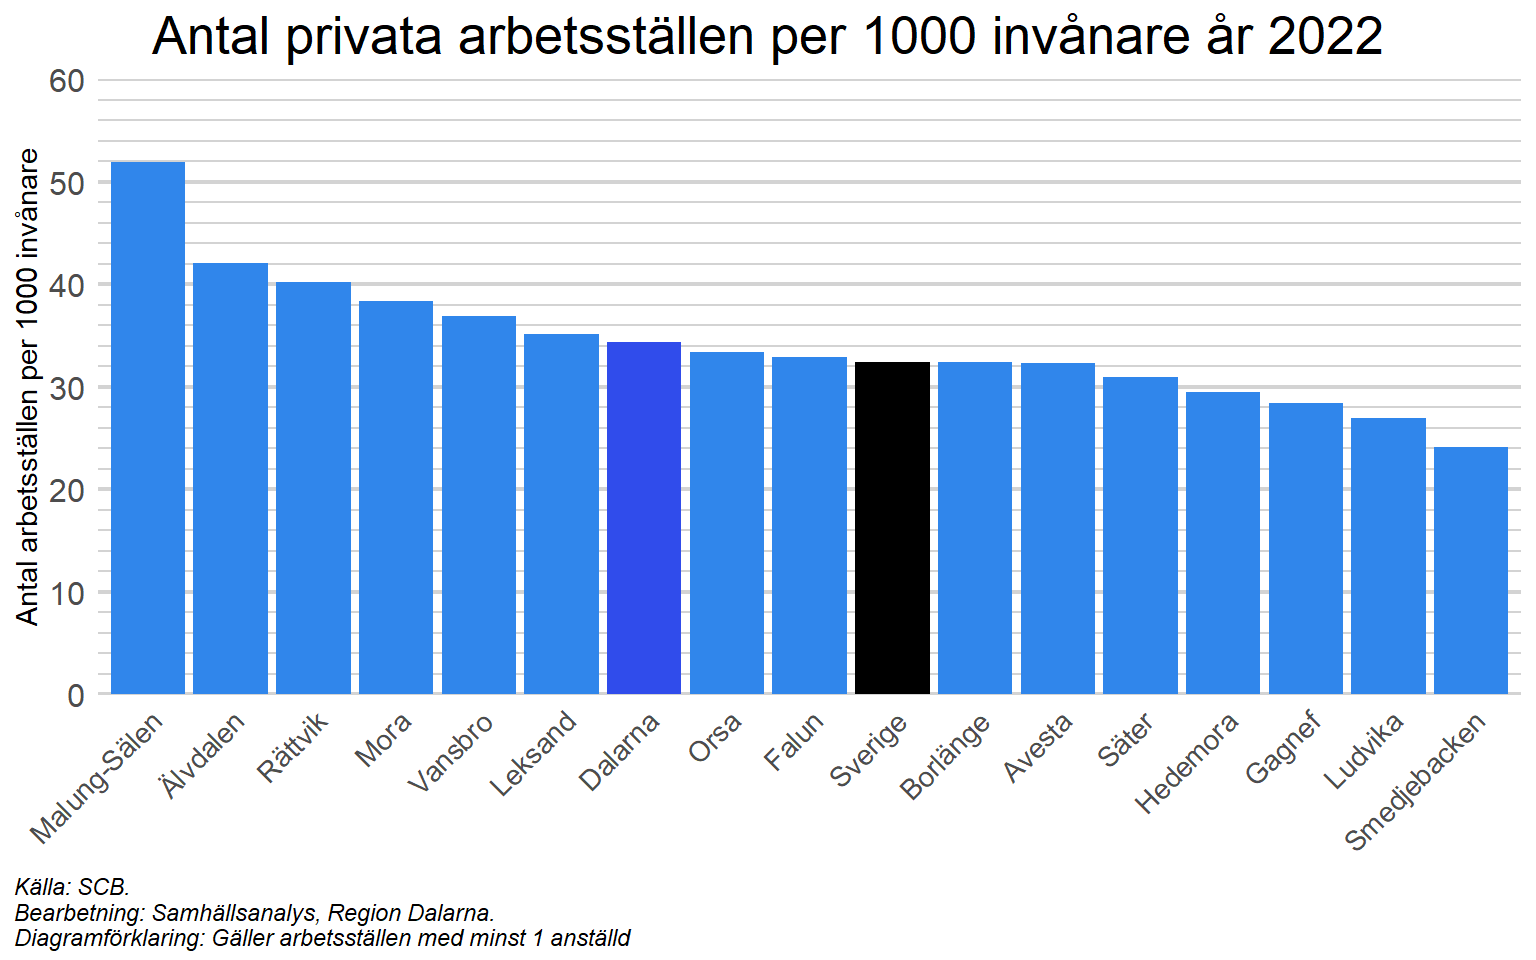 Antal privata arbetsställen per 1000 invånare år 2022
Antal arbetsställen per 1000 invånare
60
50
40
30
20
10
0
Malung-Sälen
Älvdalen
Rättvik
Mora
Vansbro
Leksand
Dalarna
Orsa
Falun
Sverige
Borlänge
Avesta
Säter
Hedemora
Gagnef
Ludvika
Smedjebacken
Källa: SCB.
Bearbetning: Samhällsanalys, Region Dalarna.
Diagramförklaring: Gäller arbetsställen med minst 1 anställd